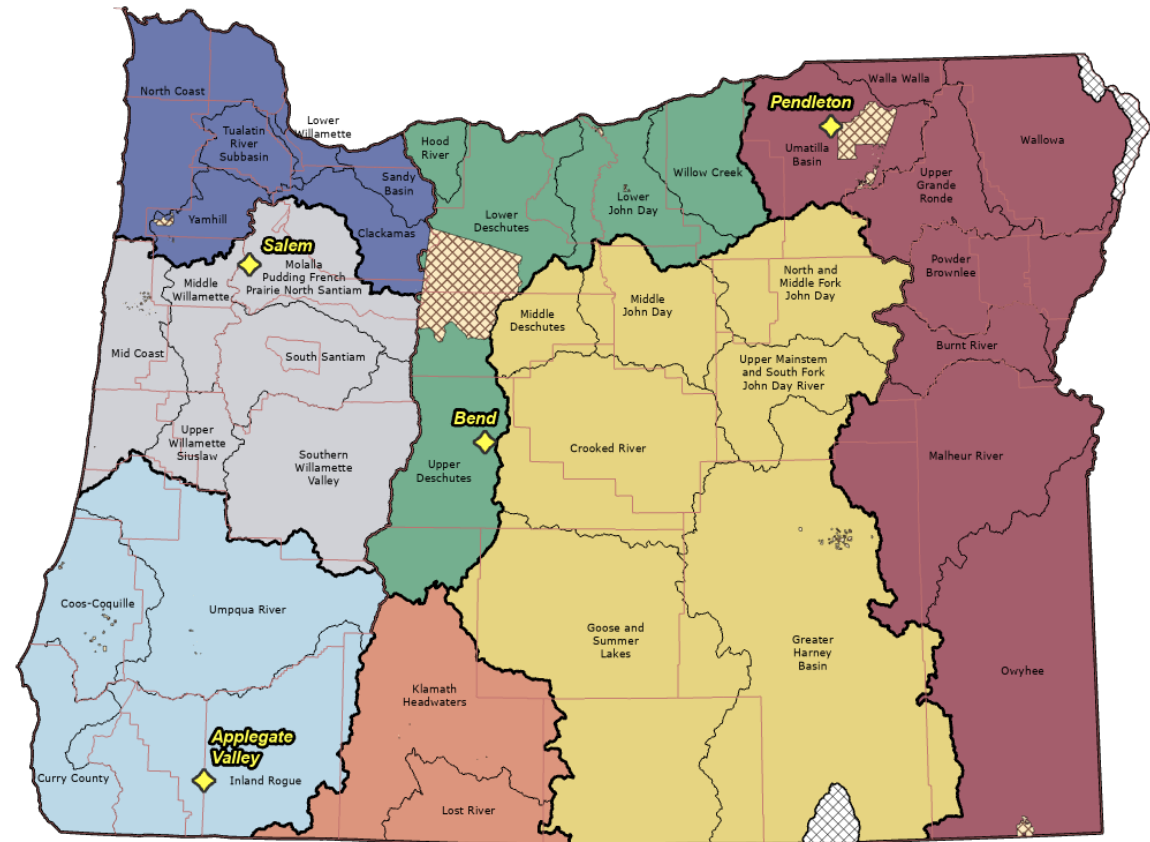 North Coast
Lower
Willamette
Tualatin
River
Subbasin
Hood
River
Sandy
Basin
Yamhill
Clackamas
Lower
Deschutes
Lower
John Day
Willow Creek
Pendleton
Walla Walla
Umatilla
Basin
Wallowa
Upper
Grande
Ronde
Salem
Molalla
Pudding French
Prairie North Santiam
Middle
Willamette
Powder
Brownlee
North and
Middle Fork
John Day
Middle
John Day
Middle
Deschutes
Mid Coast
South Santiam
Burnt River
Upper Mainstem
and South Fork
John Day River
Bend
Upper
Willamette
Siuslaw
Southern
Willamette
Valley
Upper
Deschutes
Crooked River
Malheur River
Coos-Coquille
Umpqua River
Goose and
Summer
Lakes
Greater
Harney
Basin
Owyhee
Klamath
Headwaters
Applegate
Valley
Curry County
Inland Rogue
Lost River